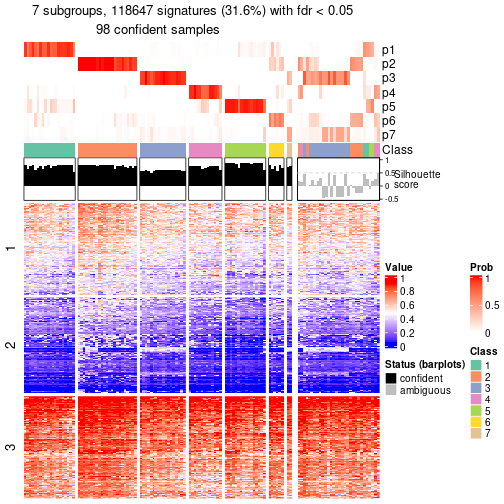 7 subgroups, 118647 signatures (31.6%) with fdr < 0.05
98 confident samples
p1
p2
p3
p4
p5
p6
p7
Class
1
0.5
0
-0.5
Silhouette
score
1
2
3
Value
1
0.8
0.6
0.4
0.2
0
Status (barplots)
confident
ambiguous
Prob
1
0.5
0
Class
1
2
3
4
5
6
7